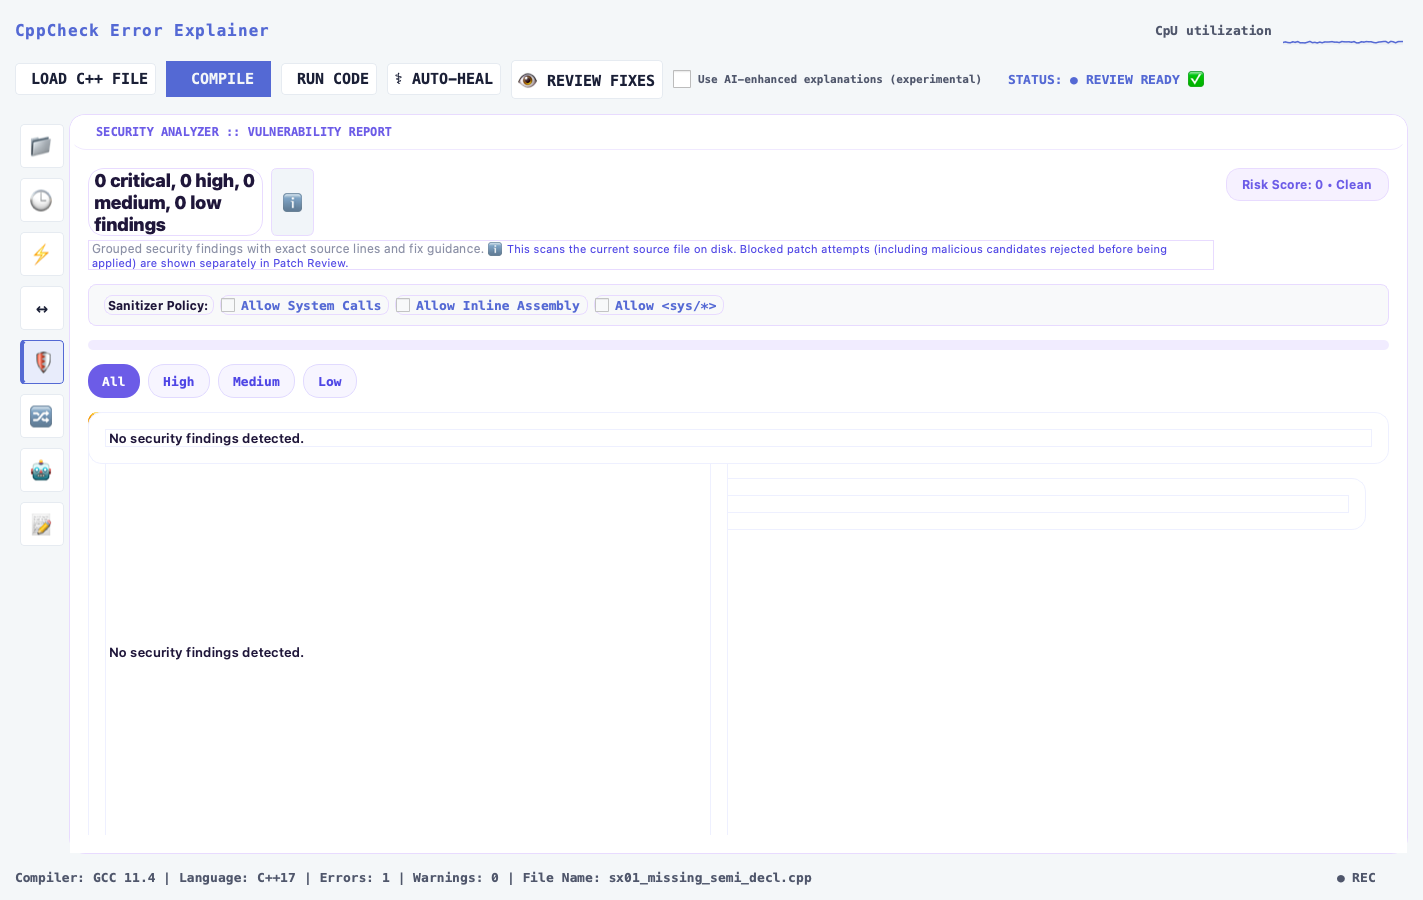 CppCheck Error Explainer
CpU utilization
LOAD C++ FILE
COMPILE
RUN CODE
⚕ AUTO-HEAL
👁️ REVIEW FIXES
Use AI-enhanced explanations (experimental)
STATUS: ● REVIEW READY ✅
SECURITY ANALYZER :: VULNERABILITY REPORT
0 critical, 0 high, 0
medium, 0 low
findings
Risk Score: 0 • Clean
Grouped security findings with exact source lines and fix guidance. ℹ️ This scans the current source file on disk. Blocked patch attempts (including malicious candidates rejected before being
applied) are shown separately in Patch Review.
Sanitizer Policy:
Allow System Calls
Allow Inline Assembly
Allow <sys/*>
All
High
Medium
Low
No security findings detected.
No security findings detected.
Compiler: GCC 11.4 | Language: C++17 | Errors: 1 | Warnings: 0 | File Name: sx01_missing_semi_decl.cpp
● REC